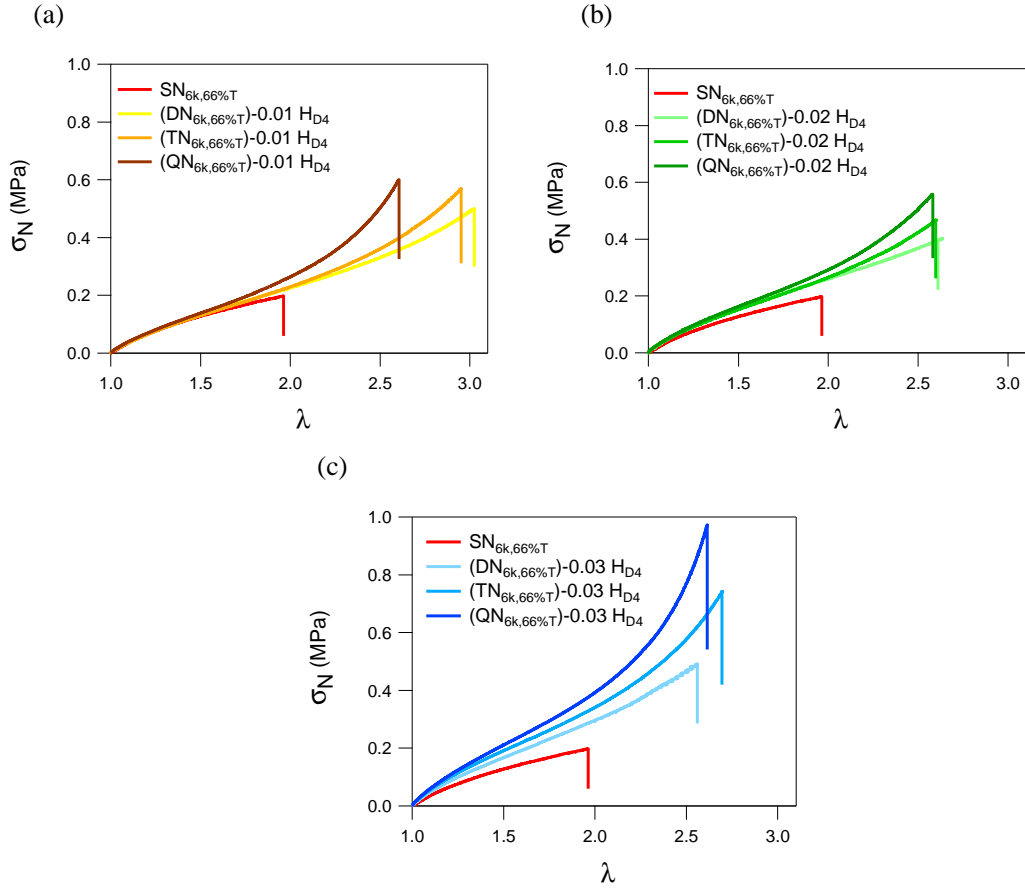 (a)
1.0
0.8
0.6
0.4
0.2
0.0
σN (MPa)
SN6k,66%T
(DN6k,66%T)-0.01 HD4
(TN6k,66%T)-0.01 HD4
(QN6k,66%T)-0.01 HD4
1.0 1.5 2.0 2.5 3.0
λ
(b)
1.0
0.8
0.6
0.4
0.2
0.0
σN (MPa)
SN6k,66%T
(DN6k,66%T)-0.02 HD4
(TN6k,66%T)-0.02 HD4
(QN6k,66%T)-0.02 HD4
1.0 1.5 2.0 2.5 3.0
λ
(c)
1.0
0.8
0.6
0.4
0.2
0.0
σN (MPa)
SN6k,66%T
(DN6k,66%T)-0.03 HD4
(TN6k,66%T)-0.03 HD4
(QN6k,66%T)-0.03 HD4
1.0 1.5 2.0 2.5 3.0
λ